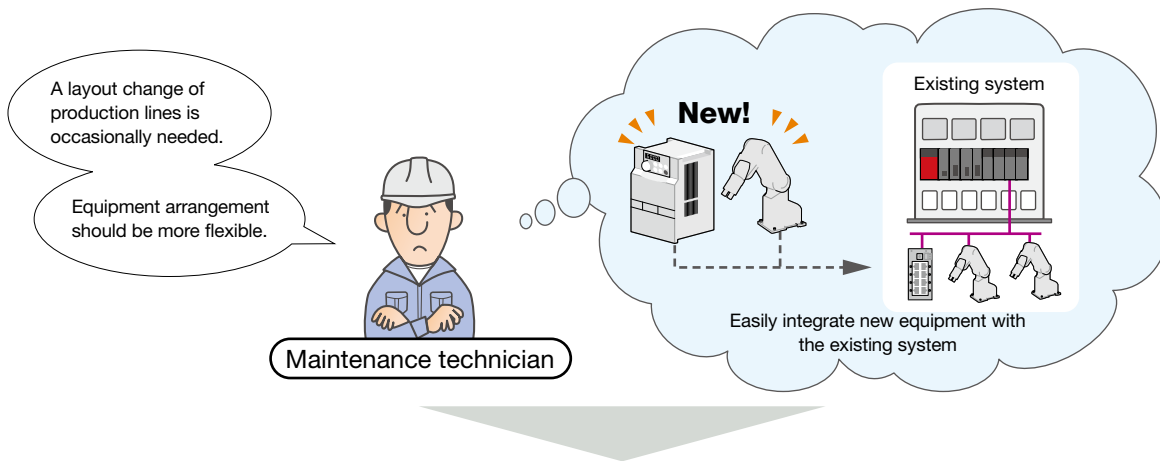 A layout change of
production lines is
occasionally needed.
Equipment arrangement
should be more flexible.
Maintenance technician
New!
Existing system
Easily integrate new equipment with
the existing system